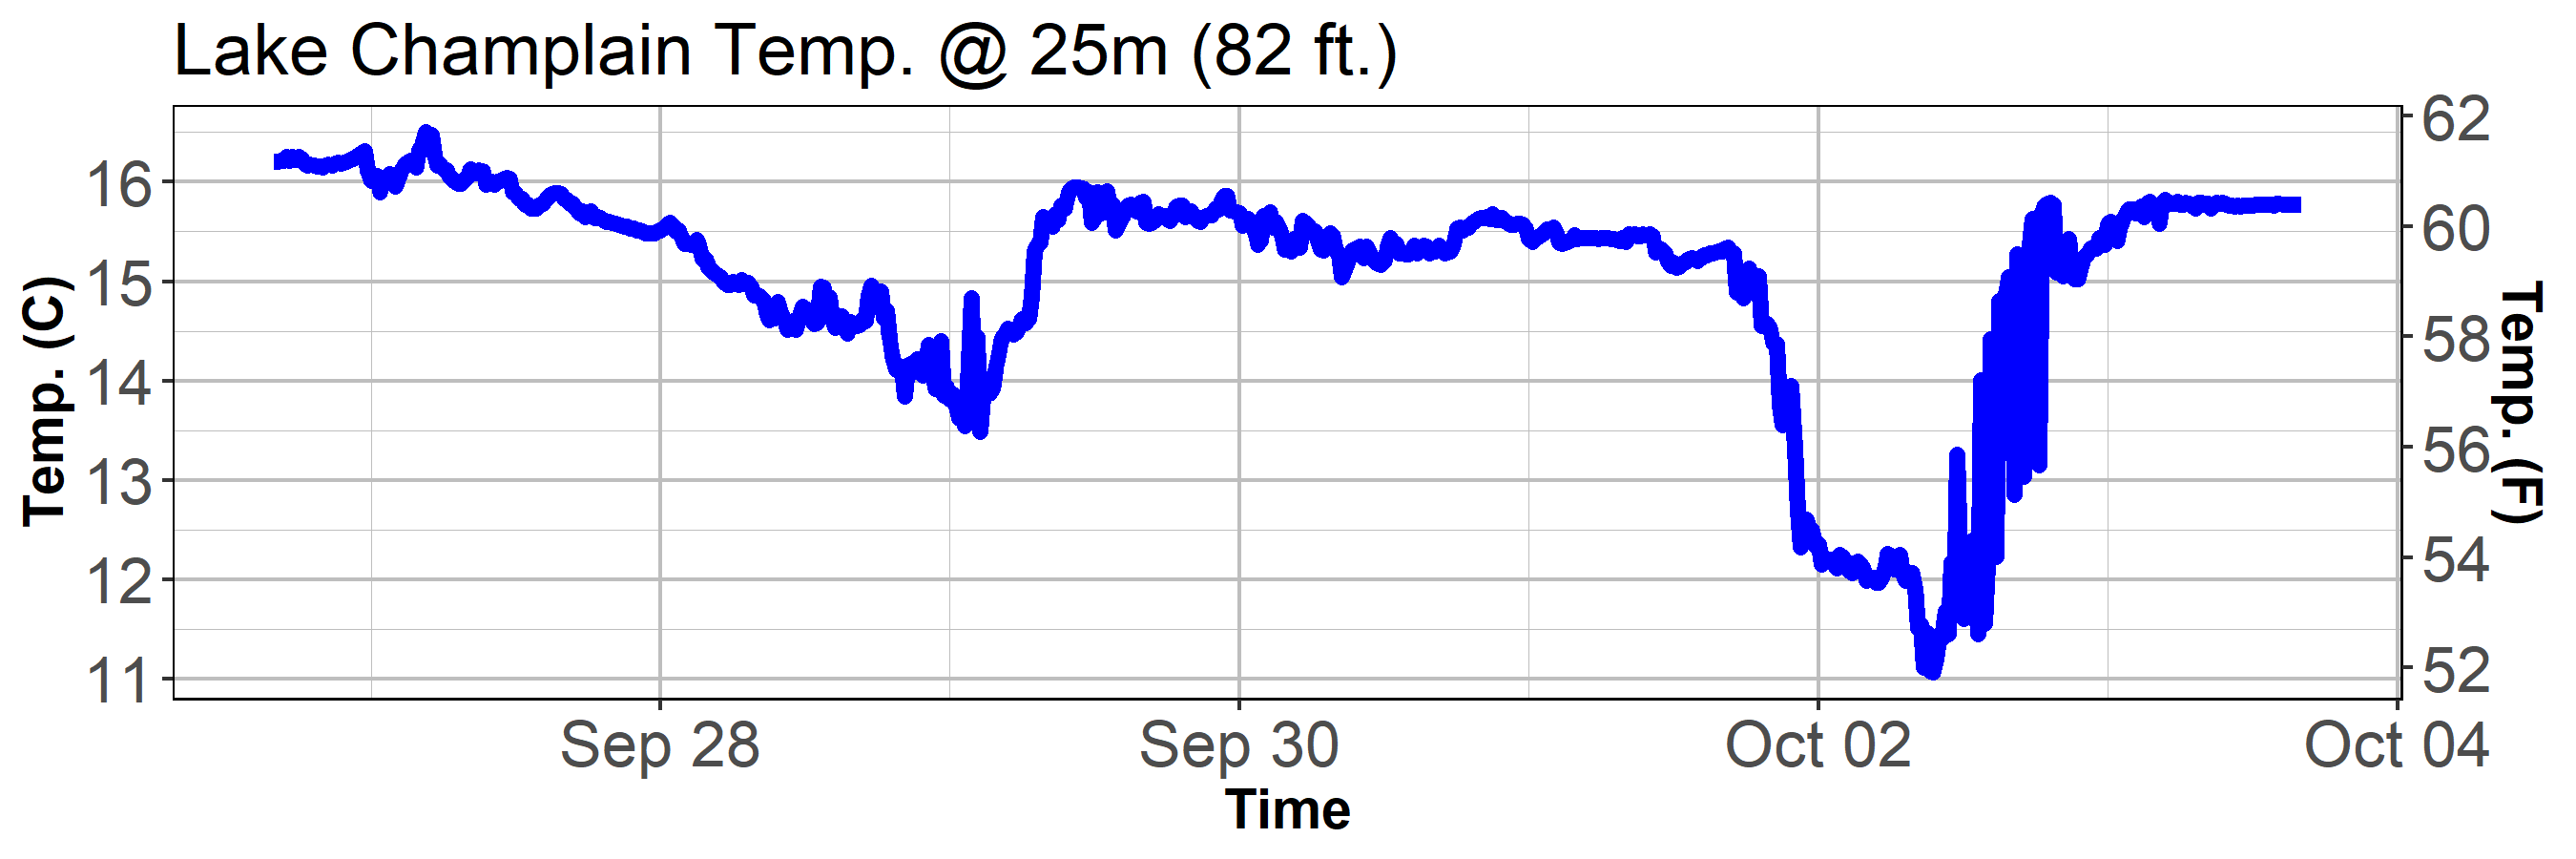 Lake Champlain Temp. @ 25m (82 ft.)
Temp. (C)
16
15
14
13
12
11
62
60
58
56
54
52
Temp. (F)
Sep 28
Sep 30
Oct 02
Oct 04
Time